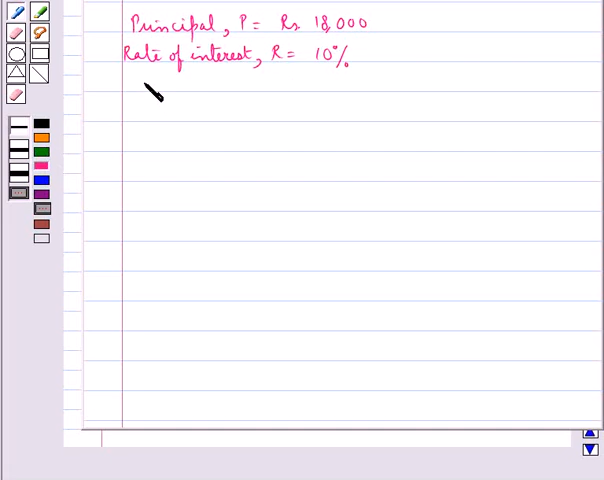 Principal, P = Rs 18,000
Rate of interest, R = 10%